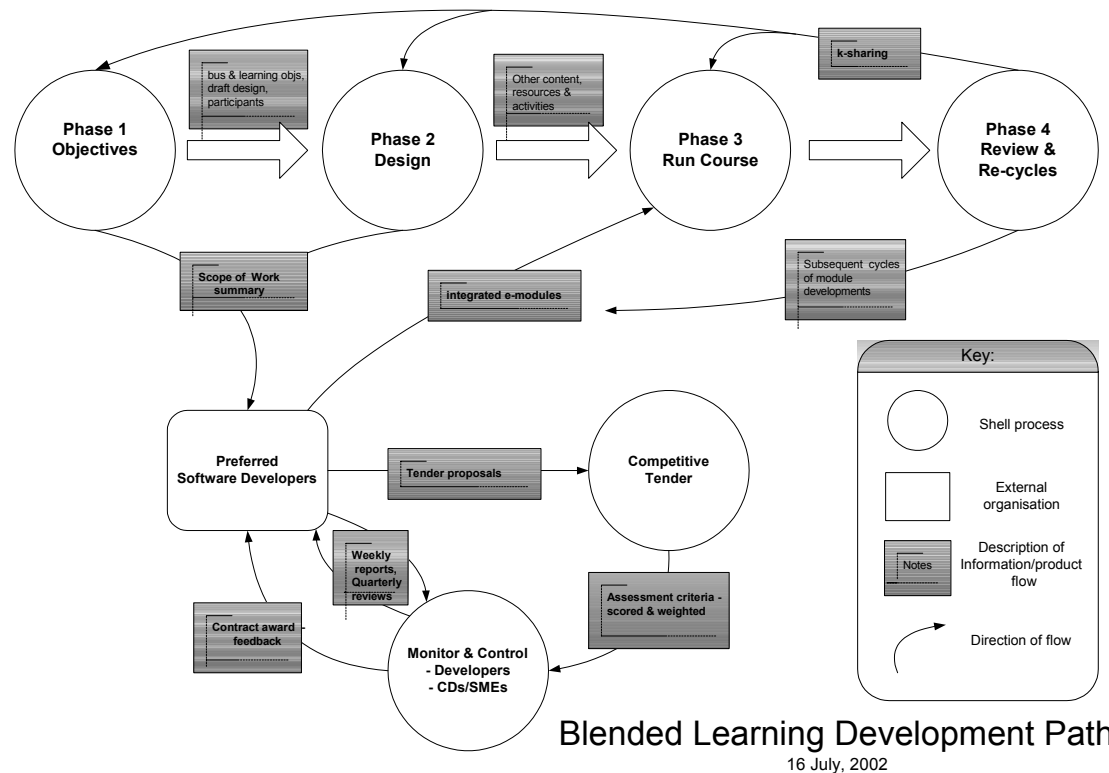 k-sharing
bus & learning objs,
draft design,
participants
Other content,
resources &
activities
Phase 1
Objectives
Phase 2
Design
Phase 3
Run Course
Phase 4
Review &
Re-cycles
Scope of Work
summary
integrated e-modules
Subsequent cycles
of module
developments
Key:
Shell process
External
organisation
Notes
Description of
Information/product
flow
Direction of flow
Preferred
Software Developers
Tender proposals
Competitive
Tender
Weekly
reports,
Quarterly
reviews
Assessment criteria -
scored & weighted
Contract award -
feedback
Monitor & Control
- Developers
- CDs/SMEs
Blended Learning Development Path
16 July, 2002